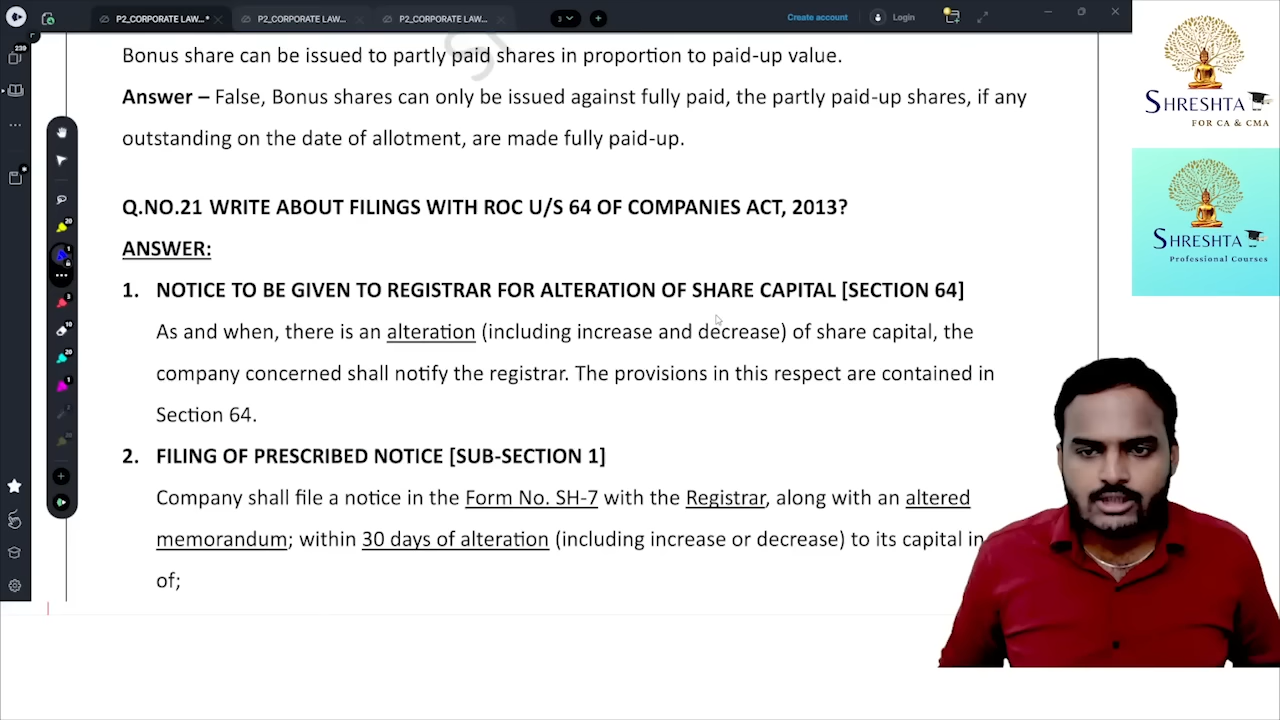 P2_CORPORATE LAW...*
P2_CORPORATE LAW...
P2_CORPORATE LAW...
3
Create account
Login
239
Bonus share can be issued to partly paid shares in proportion to paid-up value.
Answer – False, Bonus shares can only be issued against fully paid, the partly paid-up shares, if any
outstanding on the date of allotment, are made fully paid-up.
Q.NO.21 WRITE ABOUT FILINGS WITH ROC U/S 64 OF COMPANIES ACT, 2013?
ANSWER:
1. NOTICE TO BE GIVEN TO REGISTRAR FOR ALTERATION OF SHARE CAPITAL [SECTION 64]
As and when, there is an alteration (including increase and decrease) of share capital, the
company concerned shall notify the registrar. The provisions in this respect are contained in
Section 64.
2. FILING OF PRESCRIBED NOTICE [SUB-SECTION 1]
Company shall file a notice in the Form No. SH-7 with the Registrar, along with an altered
memorandum; within 30 days of alteration (including increase or decrease) to its capital in
of;
SHRESHTA
FOR CA & CMA
SHRESHTA
Professional Courses